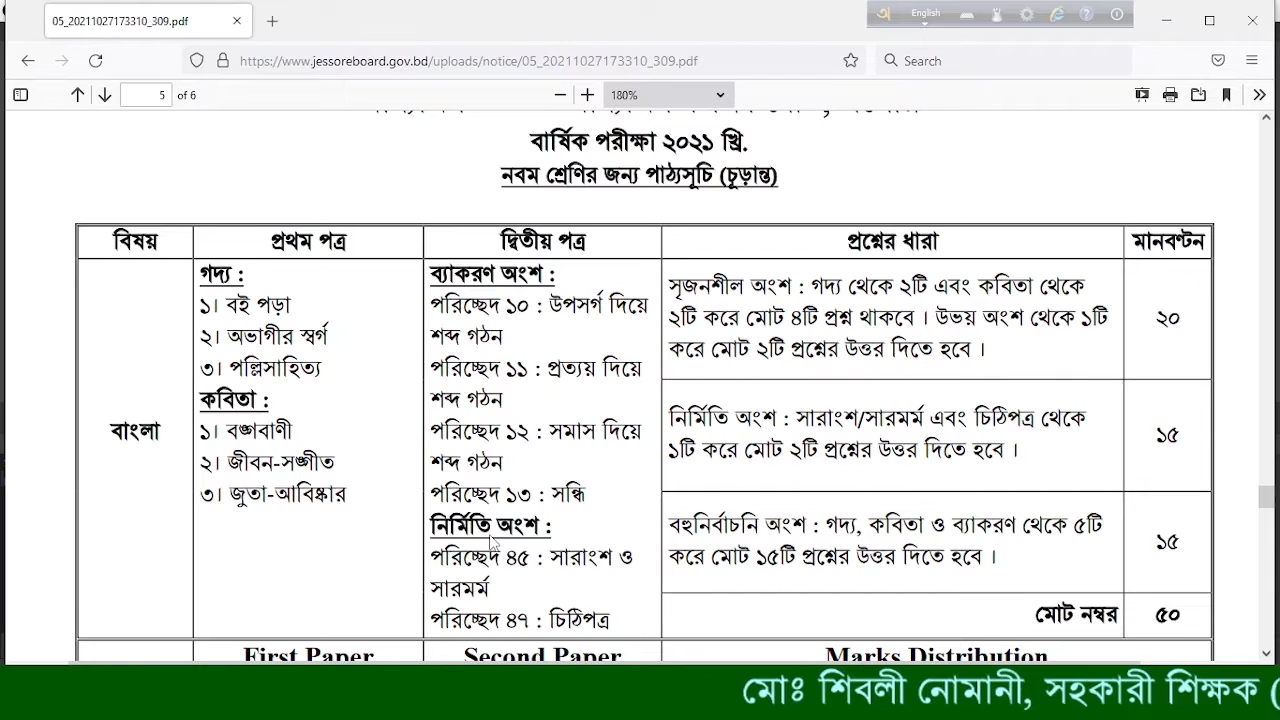 05_20211027173310_309.pdf
English
https://www.jessoreboard.gov.bd/uploads/notice/05_20211027173310_309.pdf
Search
5 of 6
180%
বার্ষিক পরীক্ষা ২০২১ খ্রি.
নবম শ্রেণির জন্য পাঠ্যসূচি (চূড়ান্ত)
বিষয় প্রথম পত্র দ্বিতীয় পত্র প্রশ্নের ধারা মানবণ্টন
বাংলা
গদ্য :
১। বই পড়া
২। অভাগীর স্বর্গ
৩। পল্লিসাহিত্য
কবিতা :
১। বঙ্গবাণী
২। জীবন-সঙ্গীত
৩। জুতা-আবিষ্কার
ব্যাকরণ অংশ :
পরিচ্ছেদ ১০ : উপসর্গ দিয়ে
শব্দ গঠন
পরিচ্ছেদ ১১ : প্রত্যয় দিয়ে
শব্দ গঠন
পরিচ্ছেদ ১২ : সমাস দিয়ে
শব্দ গঠন
পরিচ্ছেদ ১৩ : সন্ধি
নির্মিতি অংশ :
পরিচ্ছেদ ৪৫ : সারাংশ ও
সারমর্ম
পরিচ্ছেদ ৪৭ : চিঠিপত্র
সৃজনশীল অংশ : গদ্য থেকে ২টি এবং কবিতা থেকে
২টি করে মোট ৪টি প্রশ্ন থাকবে । উভয় অংশ থেকে ১টি
করে মোট ২টি প্রশ্নের উত্তর দিতে হবে ।
২০
নির্মিতি অংশ : সারাংশ/সারমর্ম এবং চিঠিপত্র থেকে
১টি করে মোট ২টি প্রশ্নের উত্তর দিতে হবে ।
১৫
বহুনির্বাচনি অংশ : গদ্য, কবিতা ও ব্যাকরণ থেকে ৫টি
করে মোট ১৫টি প্রশ্নের উত্তর দিতে হবে ।
১৫
মোট নম্বর ৫০
First Paper Second Paper Marks Distribution
মোঃ শিবলী নোমানী, সহকারী শিক্ষক (